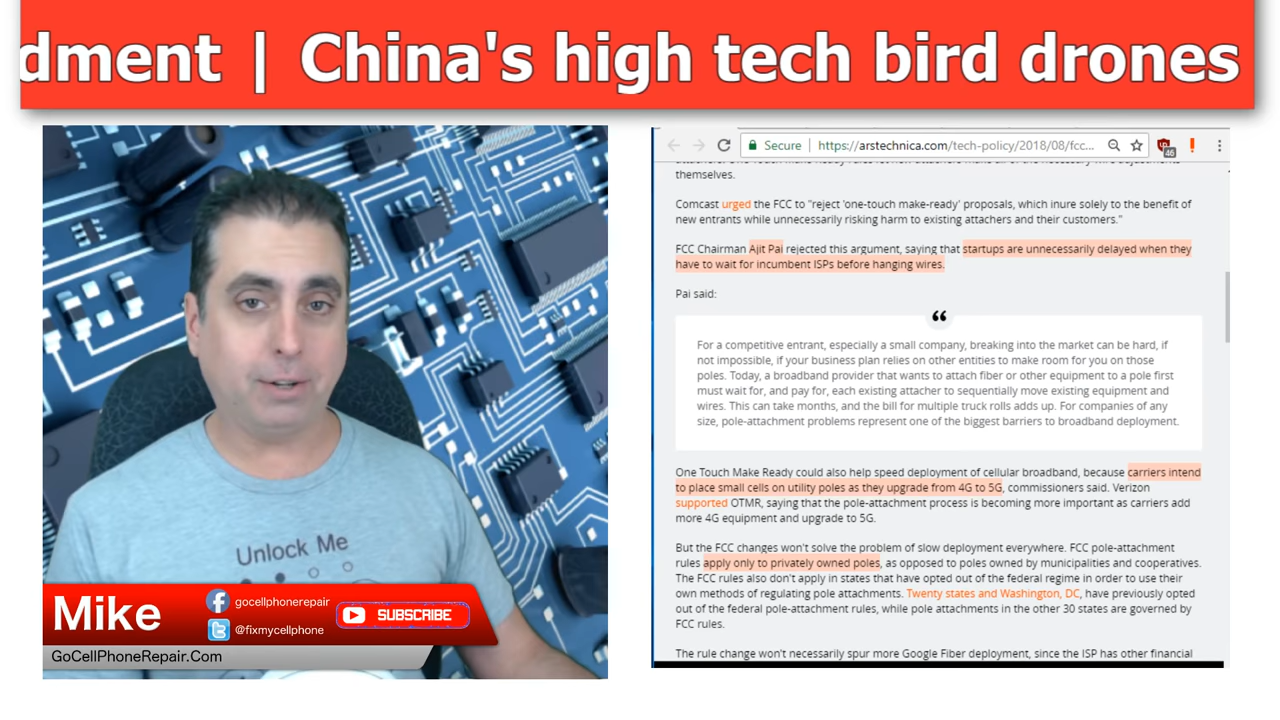 dment | China's high tech bird drones
Unlock Me
Mike
gocellphonerepair
@fixmycellphone
SUBSCRIBE
GoCellPhoneRepair.Com
Secure
https://arstechnica.com/tech-policy/2018/08/fcc...
46
themselves.
Comcast urged the FCC to "reject 'one-touch make-ready' proposals, which inure solely to the benefit of
new entrants while unnecessarily risking harm to existing attachers and their customers."
FCC Chairman Ajit Pai rejected this argument, saying that startups are unnecessarily delayed when they
have to wait for incumbent ISPs before hanging wires.
Pai said:
“
For a competitive entrant, especially a small company, breaking into the market can be hard, if
not impossible, if your business plan relies on other entities to make room for you on those
poles. Today, a broadband provider that wants to attach fiber or other equipment to a pole first
must wait for, and pay for, each existing attacher to sequentially move existing equipment and
wires. This can take months, and the bill for multiple truck rolls adds up. For companies of any
size, pole-attachment problems represent one of the biggest barriers to broadband deployment.
One Touch Make Ready could also help speed deployment of cellular broadband, because carriers intend
to place small cells on utility poles as they upgrade from 4G to 5G, commissioners said. Verizon
supported OTMR, saying that the pole-attachment process is becoming more important as carriers add
more 4G equipment and upgrade to 5G.
But the FCC changes won't solve the problem of slow deployment everywhere. FCC pole-attachment
rules apply only to privately owned poles, as opposed to poles owned by municipalities and cooperatives.
The FCC rules also don't apply in states that have opted out of the federal regime in order to use their
own methods of regulating pole attachments. Twenty states and Washington, DC, have previously opted
out of the federal pole-attachment rules, while pole attachments in the other 30 states are governed by
FCC rules.
The rule change won't necessarily spur more Google Fiber deployment, since the ISP has other financial